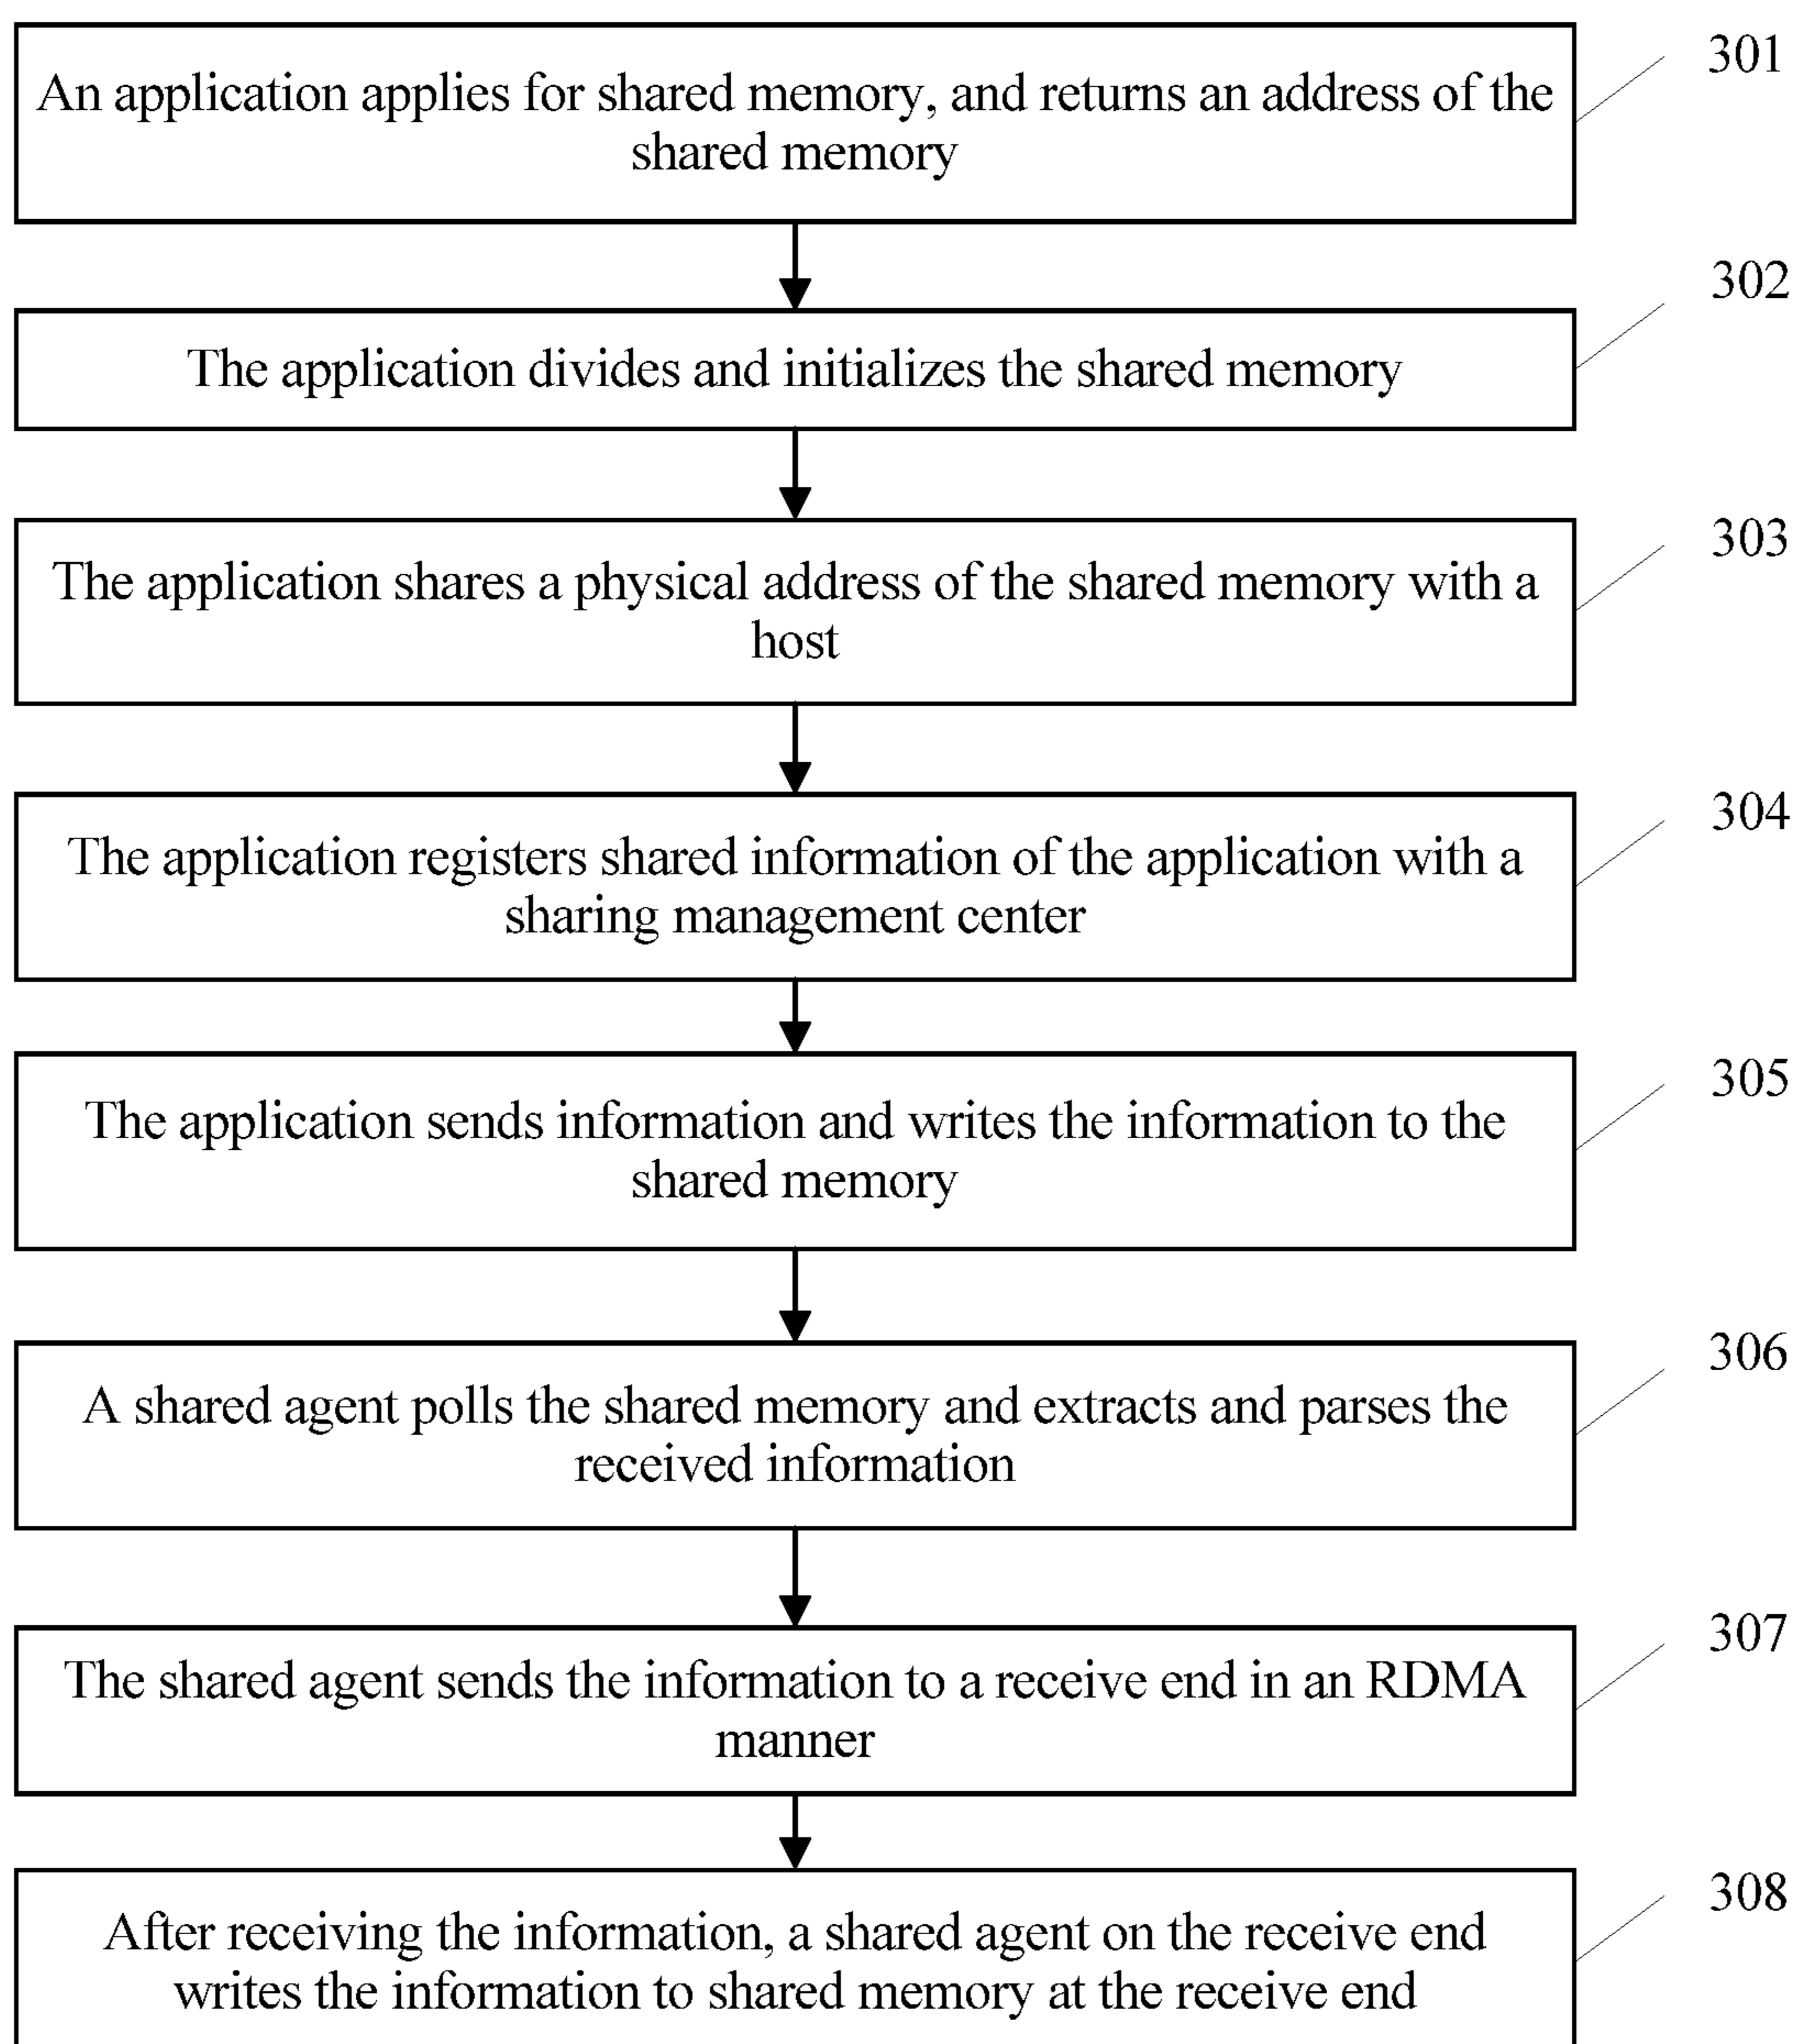 301
An application applies for shared memory, and returns an address of the
shared memory
302
The application divides and initializes the shared memory
303
The application shares a physical address of the shared memory with a
host
304
The application registers shared information of the application with a
sharing management center
305
The application sends information and writes the information to the
shared memory
306
A shared agent polls the shared memory and extracts and parses the
received information
307
The shared agent sends the information to a receive end in an RDMA
manner
308
After receiving the information, a shared agent on the receive end
writes the information to shared memory at the receive end